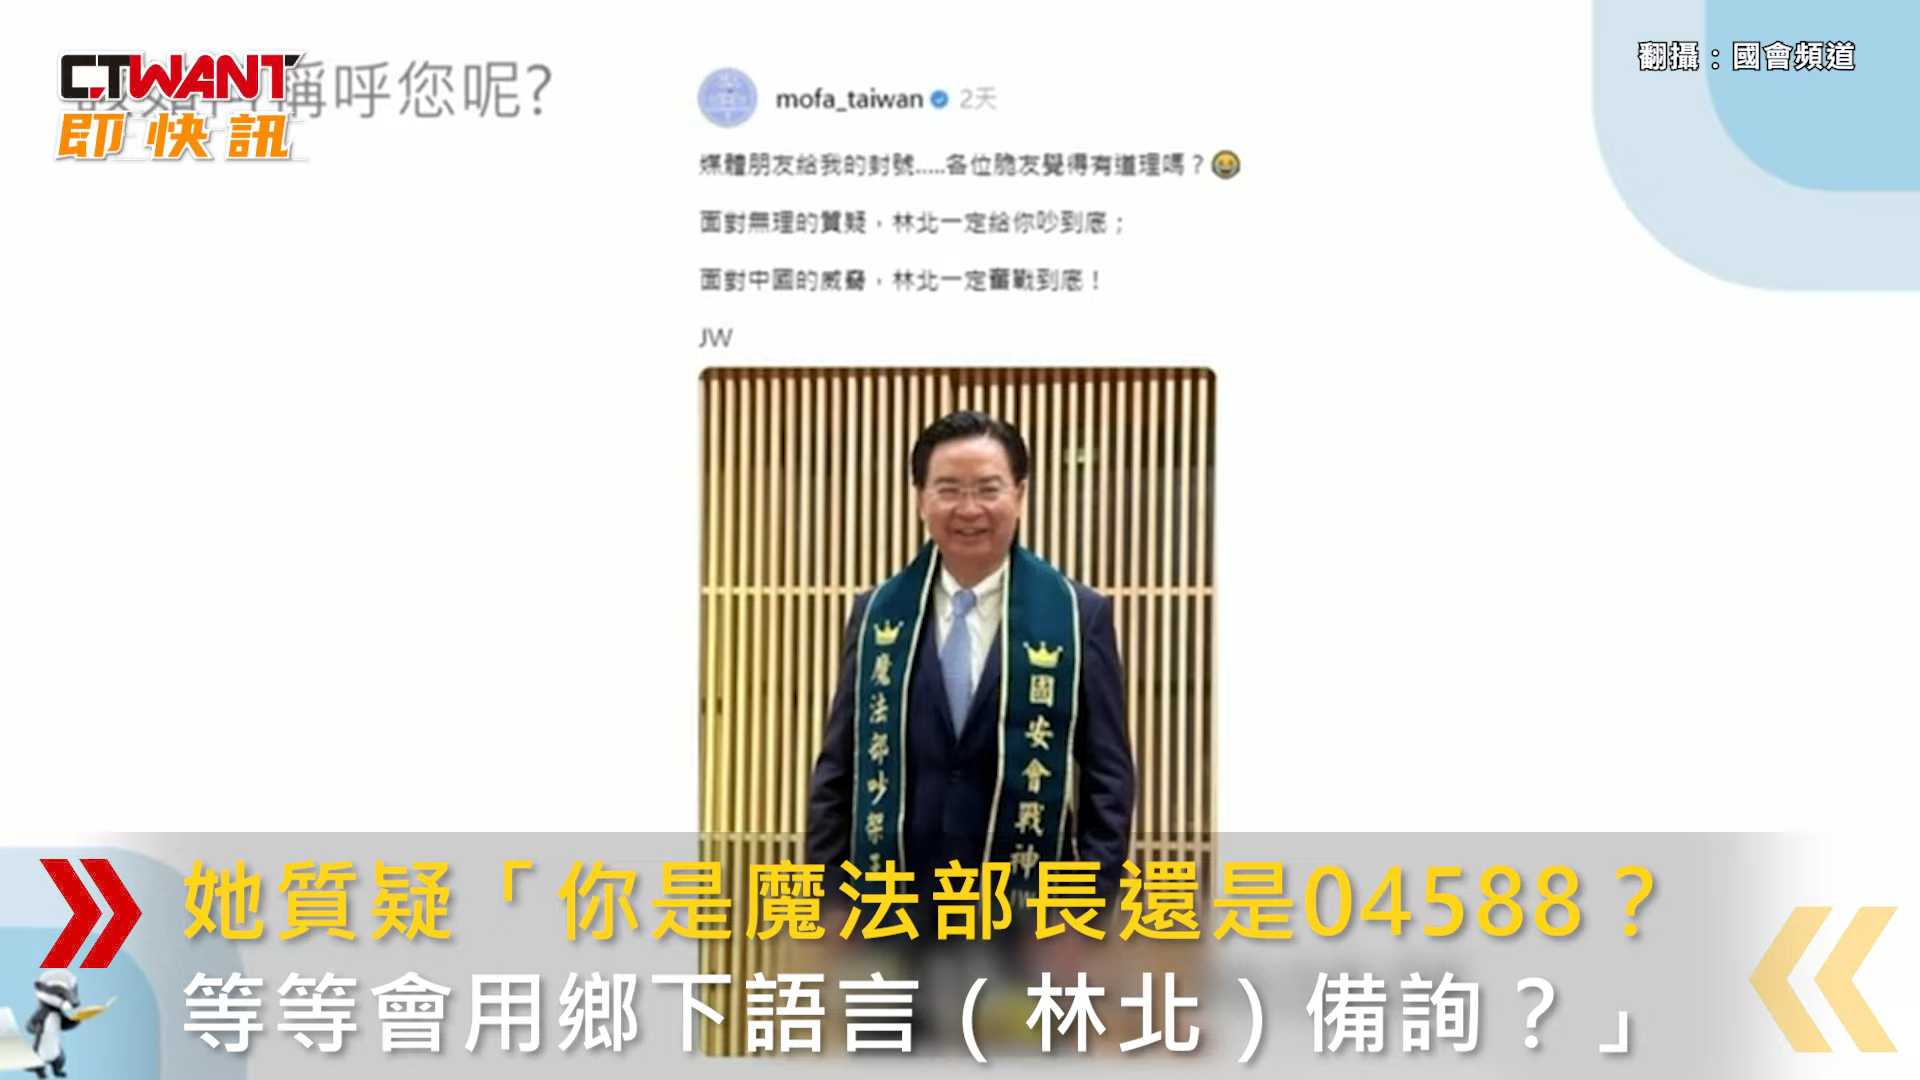 CTWANT
即快訊
稱呼您呢?
翻攝：國會頻道
mofa_taiwan 2天
媒體朋友給我的封號.....各位脆友覺得有道理嗎？😂
面對無理的質疑，林北一定給你吵到底；
面對中國的威脅，林北一定奮戰到底！
JW
魔法部吵架王
國安會戰神
她質疑「你是魔法部長還是04588？
等等會用鄉下語言（林北）備詢？」